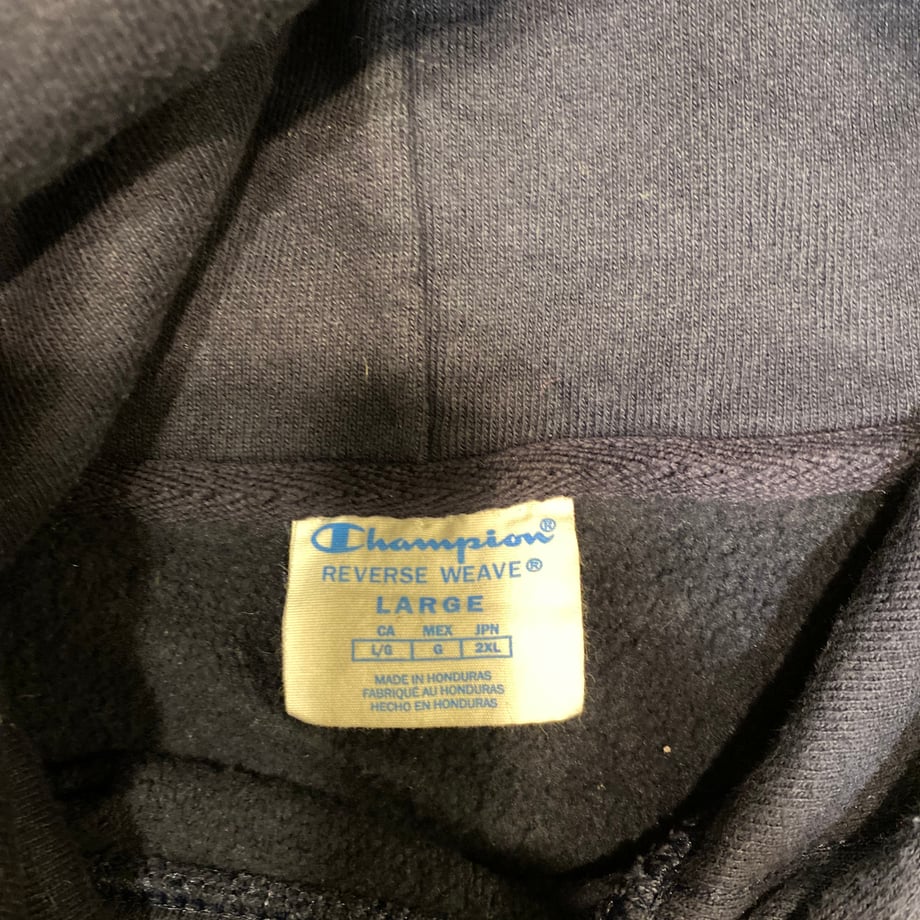 Champion®
REVERSE WEAVE®
LARGE
CA MEX JPN
L/G G 2XL
MADE IN HONDURAS
FABRIQUÉ AU HONDURAS
HECHO EN HONDURAS